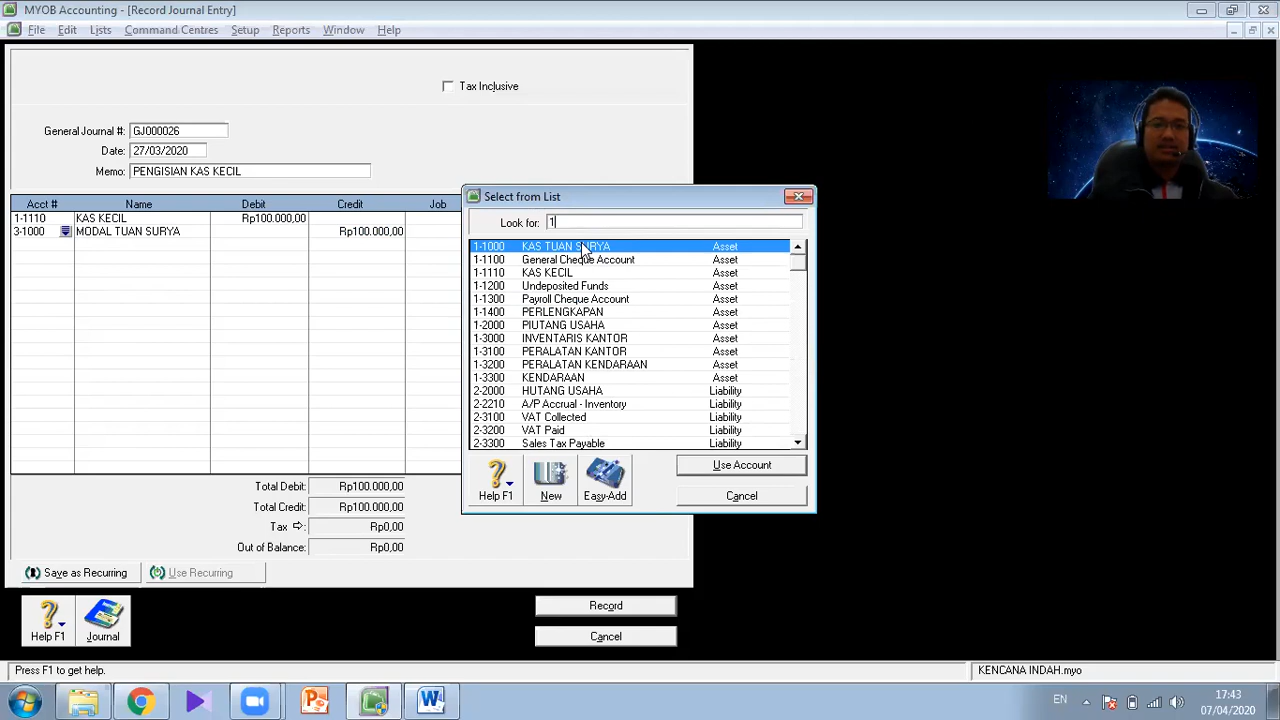 MYOB Accounting - [Record Journal Entry]
File Edit Lists Command Centres Setup Reports Window Help
Tax Inclusive
General Journal #: GJ000026
Date: 27/03/2020
Memo: PENGISIAN KAS KECIL
Acct # Name Debit Credit Job
1-1110 KAS KECIL Rp100.000,00
3-1000 MODAL TUAN SURYA Rp100.000,00
Total Debit: Rp100.000,00
Total Credit: Rp100.000,00
Tax Rp0,00
Out of Balance: Rp0,00
Save as Recurring Use Recurring
Help F1 Journal
Record
Cancel
Select from List
Look for: 1
1-1000 KAS TUAN SURYA Asset
1-1100 General Cheque Account Asset
1-1110 KAS KECIL Asset
1-1200 Undeposited Funds Asset
1-1300 Payroll Cheque Account Asset
1-1400 PERLENGKAPAN Asset
1-2000 PIUTANG USAHA Asset
1-3000 INVENTARIS KANTOR Asset
1-3100 PERALATAN KANTOR Asset
1-3200 PERALATAN KENDARAAN Asset
1-3300 KENDARAAN Asset
2-2000 HUTANG USAHA Liability
2-2210 A/P Accrual - Inventory Liability
2-3100 VAT Collected Liability
2-3200 VAT Paid Liability
2-3300 Sales Tax Payable Liability
Help F1 New Easy-Add
Use Account
Cancel
Press F1 to get help. KENCANA INDAH.myo
EN
17:43
07/04/2020